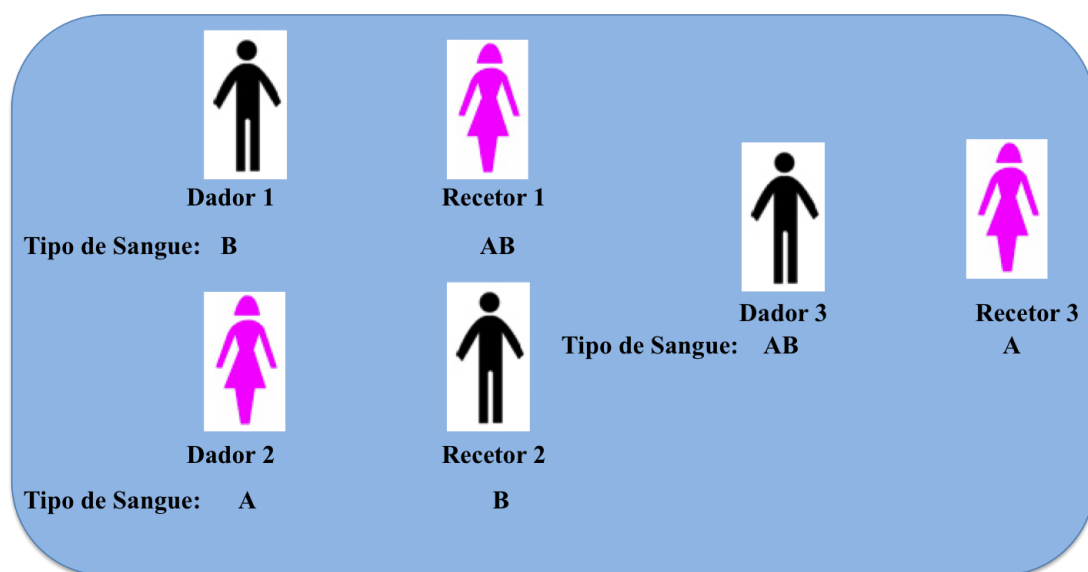 Dador 1 Recetor 1
Tipo de Sangue: B AB
Dador 2 Recetor 2
Tipo de Sangue: A B
Dador 3 Recetor 3
Tipo de Sangue: AB A